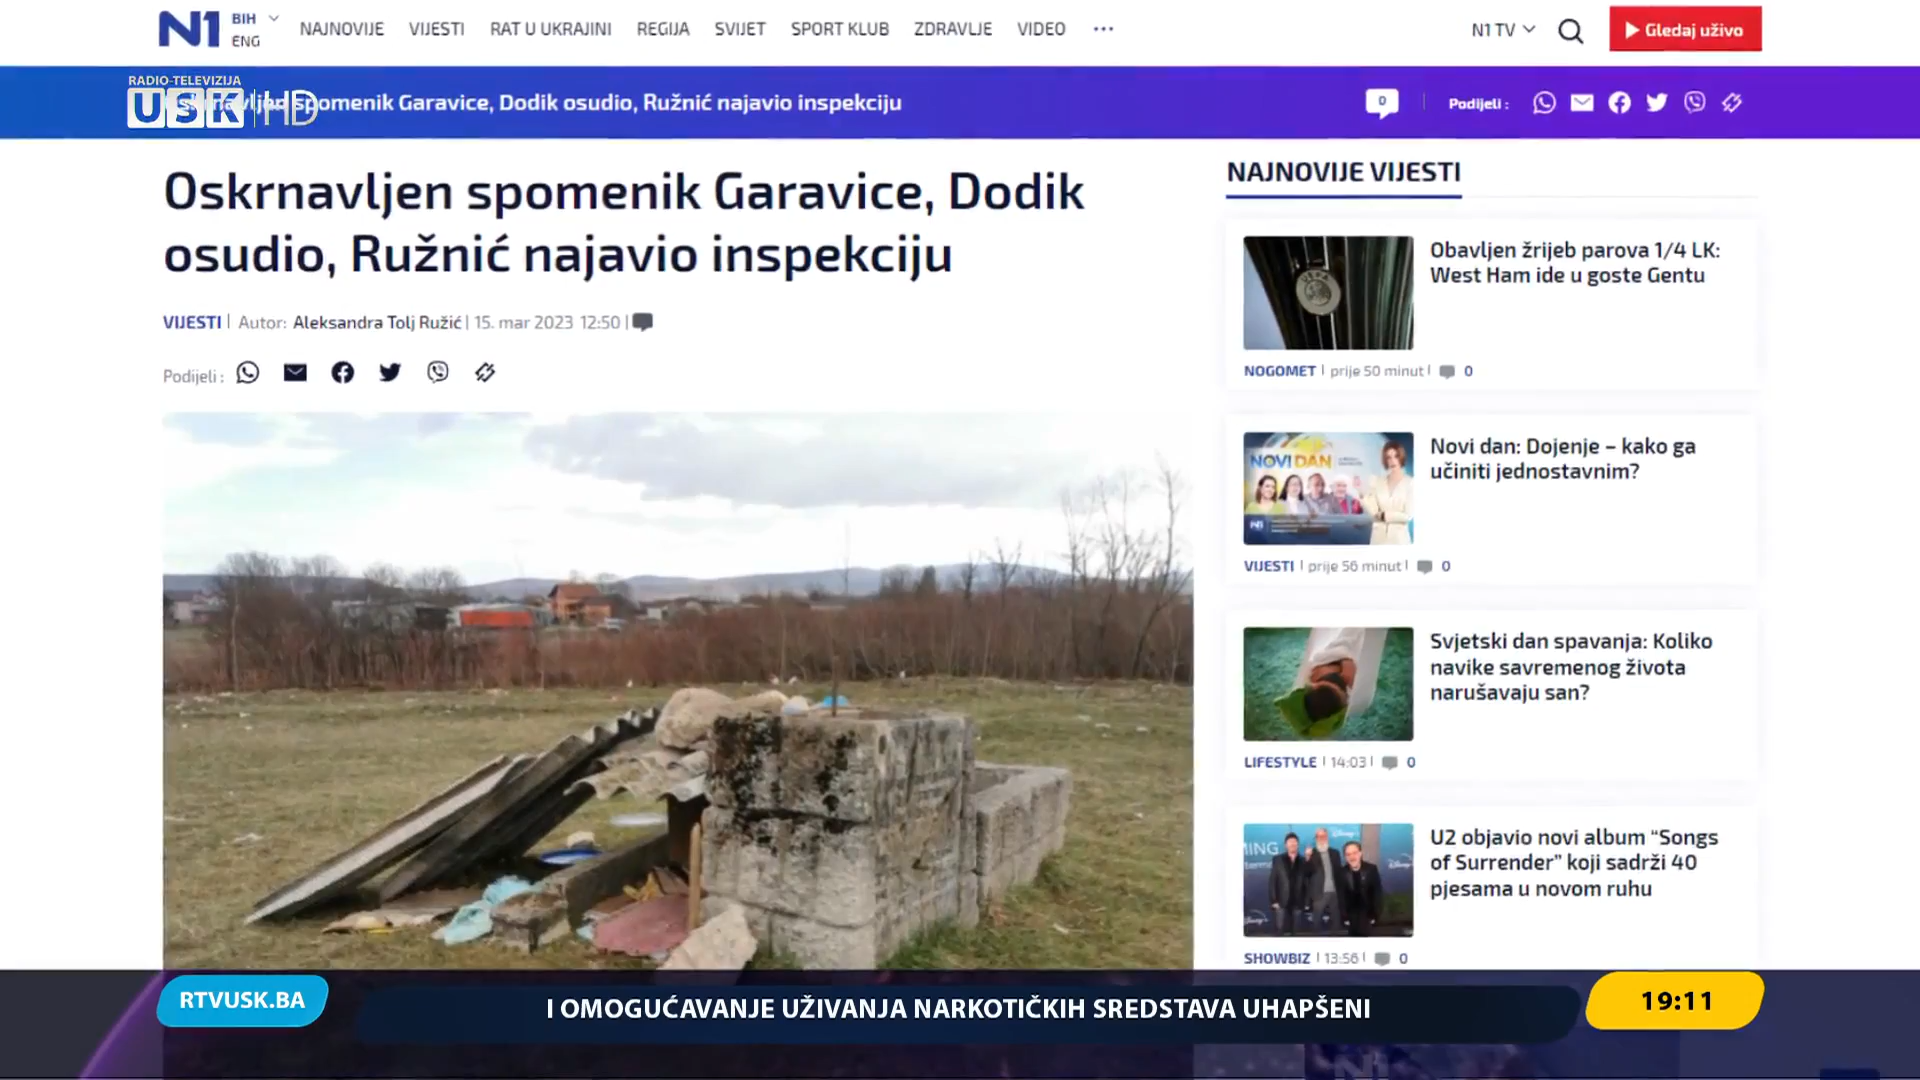 N1
BIH
ENG
NAJNOVIJE
VIJESTI
RAT U UKRAJINI
REGIJA
SVIJET
SPORT KLUB
ZDRAVLJE
VIDEO
N1 TV
Gledaj uživo
RADIO-TELEVIZIJA
USK HD
spomenik Garavice, Dodik osudio, Ružnić najavio inspekciju
0
Podijeli :
Oskrnavljen spomenik Garavice, Dodik
osudio, Ružnić najavio inspekciju
VIJESTI | Autor: Aleksandra Tolj Ružić | 15. mar 2023 12:50 |
Podijeli :
NAJNOVIJE VIJESTI
Obavljen žrijeb parova 1/4 LK:
West Ham ide u goste Gentu
NOGOMET | prije 50 minut | 0
NOVI DAN
Novi dan: Dojenje – kako ga
učiniti jednostavnim?
VIJESTI | prije 56 minut | 0
Svjetski dan spavanja: Koliko
navike savremenog života
narušavaju san?
LIFESTYLE | 14:03 | 0
U2 objavio novi album “Songs
of Surrender” koji sadrži 40
pjesama u novom ruhu
SHOWBIZ | 13:56 | 0
RTVUSK.BA
I OMOGUĆAVANJE UŽIVANJA NARKOTIČKIH SREDSTAVA UHAPŠENI
19:11